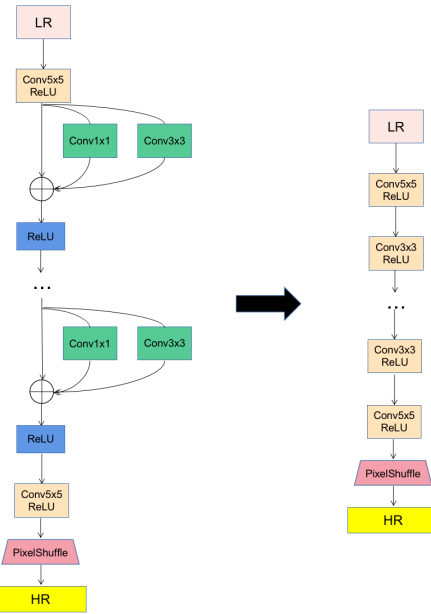 LR
Conv5x5
ReLU
Conv1x1
Conv3x3
ReLU
...
Conv1x1
Conv3x3
ReLU
Conv5x5
ReLU
PixelShuffle
HR
LR
Conv5x5
ReLU
Conv3x3
ReLU
...
Conv3x3
ReLU
Conv5x5
ReLU
PixelShuffle
HR